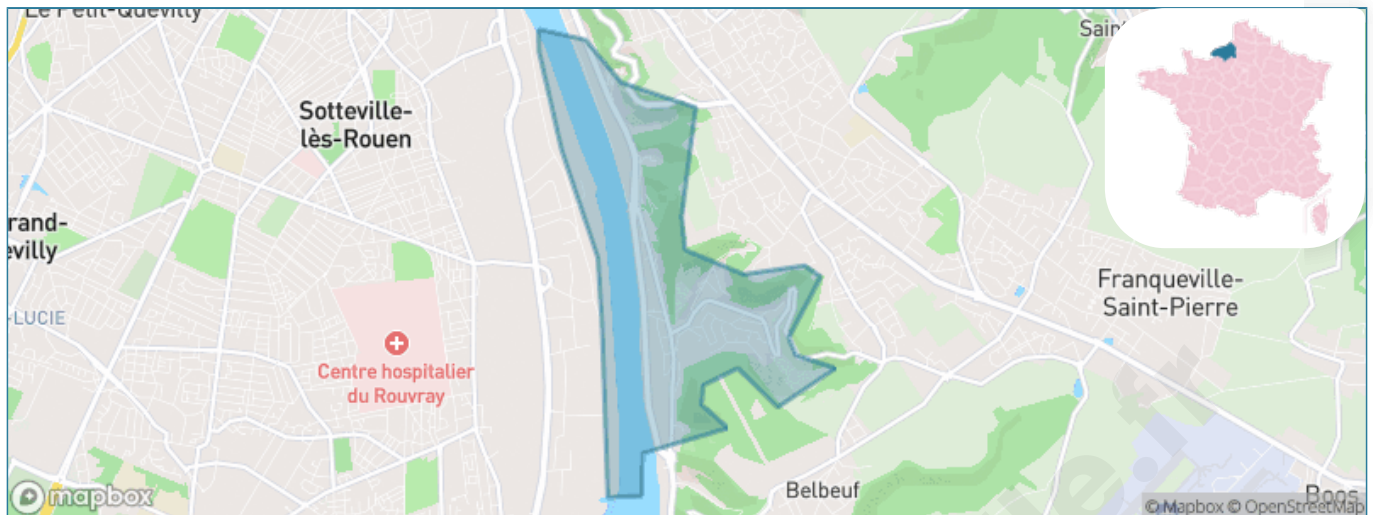 Le Petit-Quevilly
Sotteville-
lès-Rouen
rand-
evilly
-LUCIE
Centre hospitalier
du Rouvray
Franqueville-
Saint-Pierre
Belbeuf
Boos
mapbox
© Mapbox © OpenStreetMap